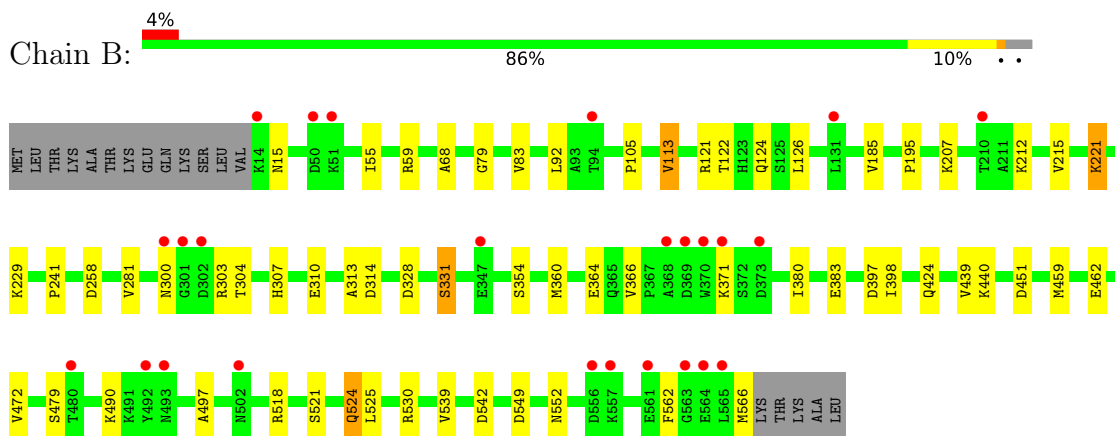 4%
Chain B:
86% 10% • •
MET LEU THR LYS ALA THR LYS GLU GLN LYS SER LEU VAL K14 N15 D50 K51 I55 R59 A68 G79 V83 L92 A93 T94 P105 V113 R121 T122 H123 Q124 S125 L126 L131 V185 P195 K207 T210 A211 K212 V215 K221
K229 P241 D258 V281 N300 G301 D302 R303 T304 H307 E310 A313 D314 D328 S331 E347 S354 M360 E364 Q365 V366 P367 A368 D369 W370 K371 S372 D373 I380 E383 D397 I398 Q424 V439 K440 D451 M459 E462
V472 S479 T480 K490 K491 Y492 N493 A497 N502 R518 S521 Q524 L525 R530 V539 D542 D549 N552 D556 K557 E561 F562 G563 E564 L565 M566 LYS THR LYS ALA LEU